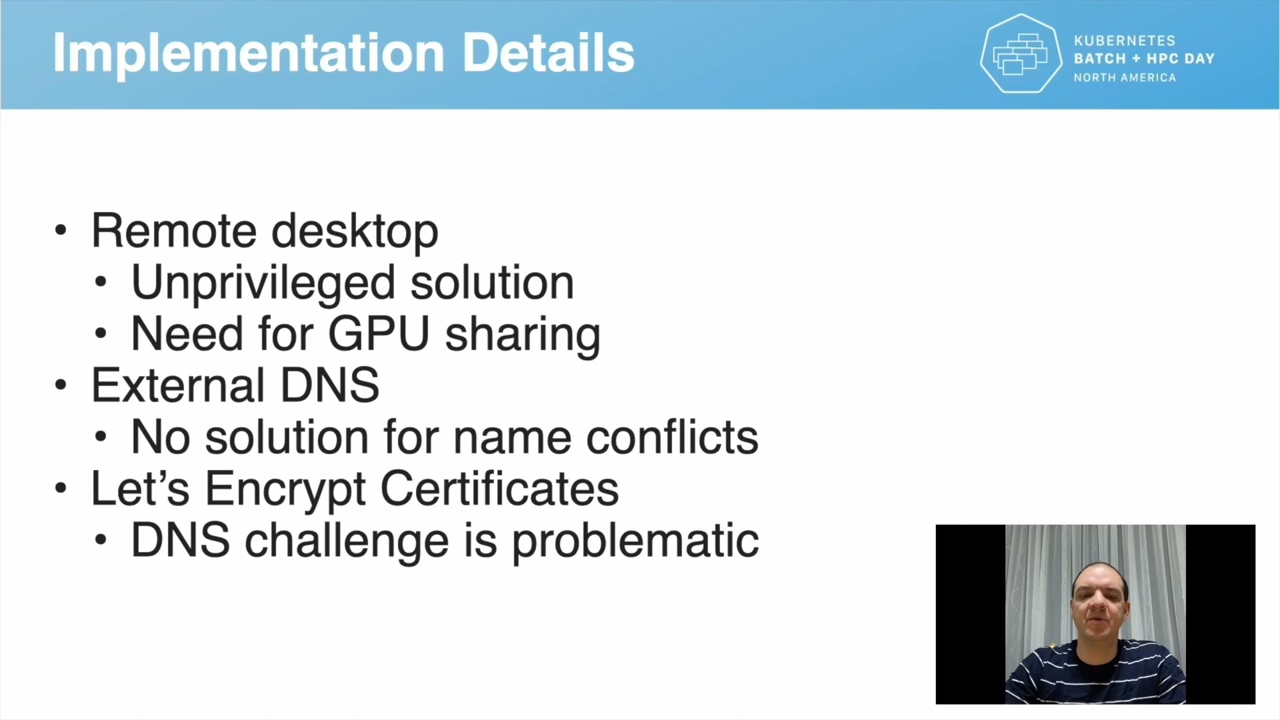 Implementation Details
KUBERNETES
BATCH + HPC DAY
NORTH AMERICA
• Remote desktop
• Unprivileged solution
• Need for GPU sharing
• External DNS
• No solution for name conflicts
• Let’s Encrypt Certificates
• DNS challenge is problematic